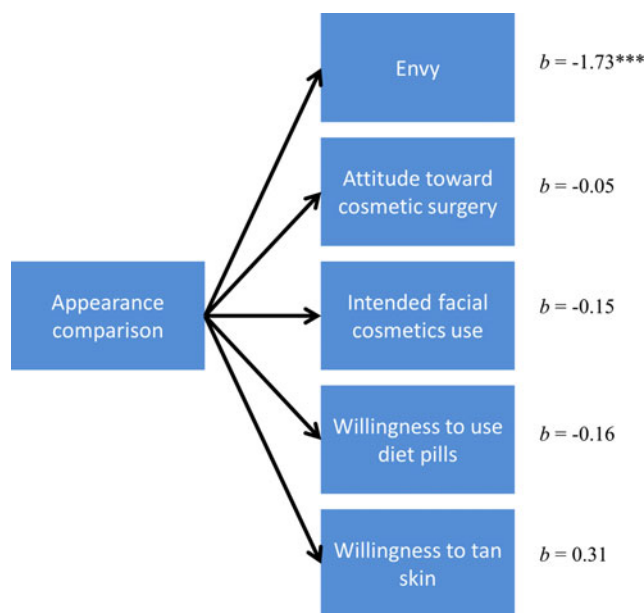 Envy
b = -1.73***
Attitude toward
cosmetic surgery
b = -0.05
Appearance
comparison
Intended facial
cosmetics use
b = -0.15
Willingness to use
diet pills
b = -0.16
Willingness to tan
skin
b = 0.31